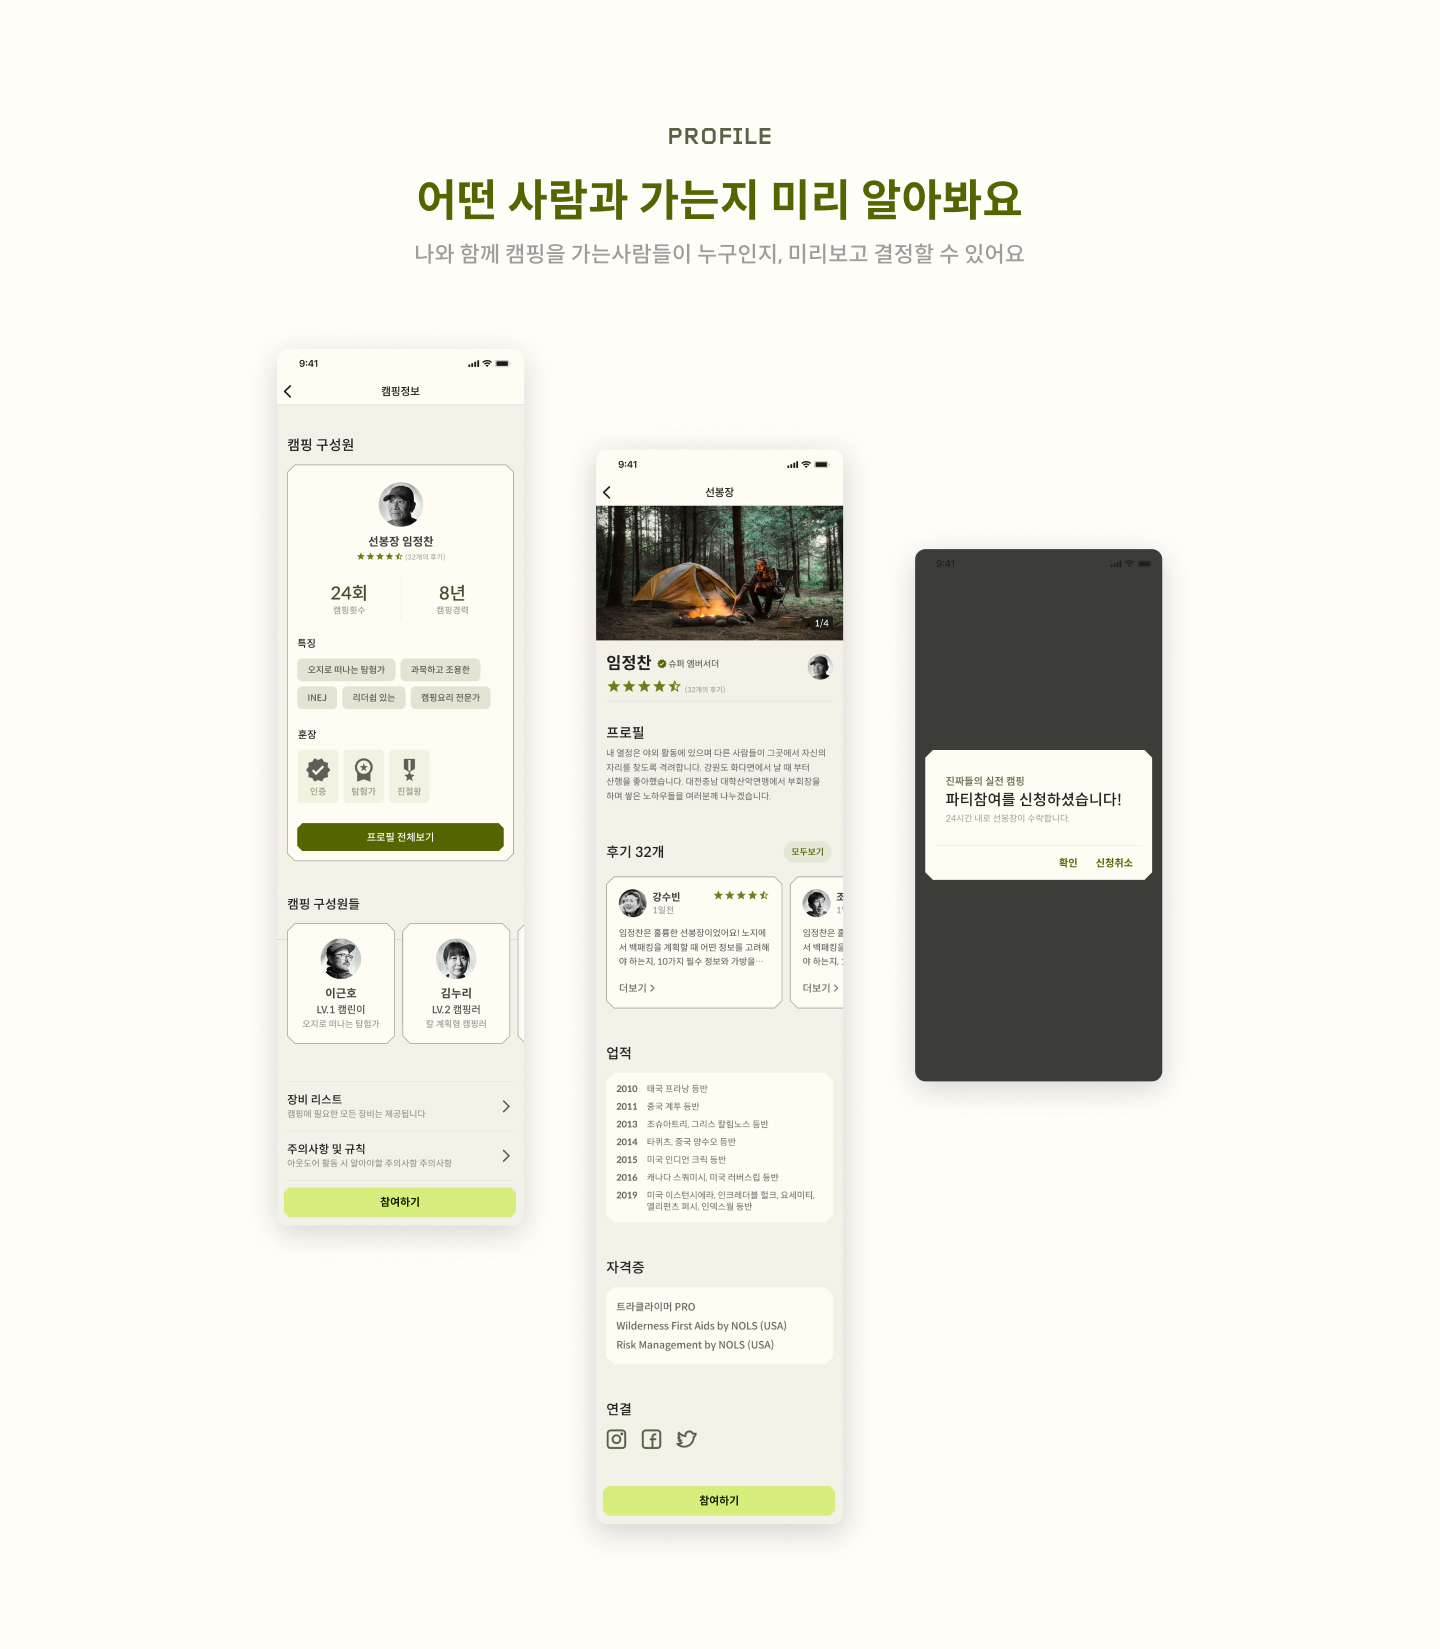 PROFILE
어떤 사람과 가는지 미리 알아봐요
나와 함께 캠핑을 가는사람들이 누구인지, 미리보고 결정할 수 있어요
9:41
캠핑정보
캠핑 구성원
선봉장 임정찬
(32개의 후기)
24회
캠핑횟수
8년
캠핑경력
특징
오지로 떠나는 탐험가
과묵하고 조용한
INEJ
리더쉽 있는
캠핑요리 전문가
훈장
인증
탐험가
친절왕
프로필 전체보기
캠핑 구성원들
이근호
LV.1 캠린이
오지로 떠나는 탐험가
김누리
LV.2 캠핑러
칼 계획형 캠핑러
장비 리스트
캠핑에 필요한 모든 장비는 제공됩니다
주의사항 및 규칙
아웃도어 활동 시 알아야할 주의사항 주의사항
참여하기
9:41
선봉장
1/4
임정찬
슈퍼 엠버서더
(32개의 후기)
프로필
내 열정은 야외 활동에 있으며 다른 사람들이 그곳에서 자신의
자리를 찾도록 격려합니다. 강원도 화다면에서 날 때 부터
산행을 좋아했습니다. 대전충남 대학산악연맹에서 부회장을
하며 쌓은 노하우들을 여러분께 나누겠습니다.
후기 32개
모두보기
강수빈
1일전
임정찬은 훌륭한 선봉장이었어요! 노지에
서 백패킹을 계획할 때 어떤 정보를 고려해
야 하는지, 10가지 필수 정보와 가방을…
더보기
조
1
임정찬은 훌
서 백패킹을
야 하는지, 1
더보기
업적
2010 태국 프라낭 등반
2011 중국 계투 등반
2013 조슈아트리, 그리스 칼림노스 등반
2014 타퀴츠, 중국 양수오 등반
2015 미국 인디언 크릭 등반
2016 캐나다 스쿼미시, 미국 러버스립 등반
2019 미국 이스턴시에라, 인크레더블 헐크, 요세미티,
엘리펀츠 퍼시, 인덱스월 등반
자격증
트라클라이머 PRO
Wilderness First Aids by NOLS (USA)
Risk Management by NOLS (USA)
연결
참여하기
9:41
진짜들의 실전 캠핑
파티참여를 신청하셨습니다!
24시간 내로 선봉장이 수락합니다.
확인
신청취소